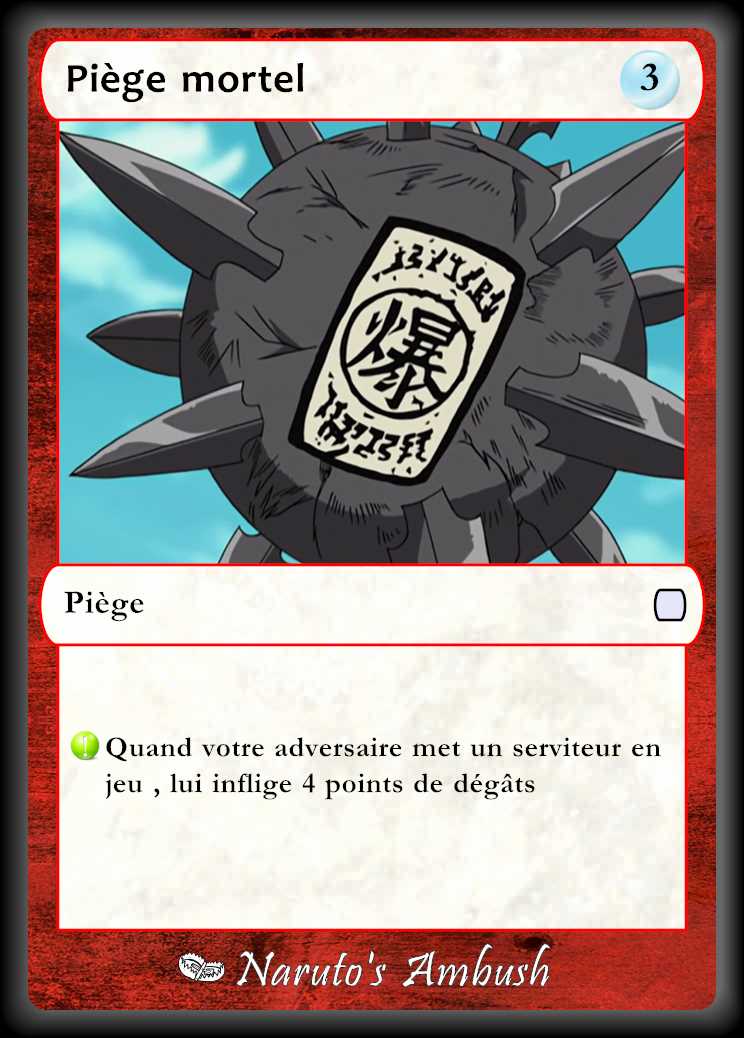 Piège mortel
3
爆
Piège
! Quand votre adversaire met un serviteur en
jeu , lui inflige 4 points de dégâts
Naruto's Ambush